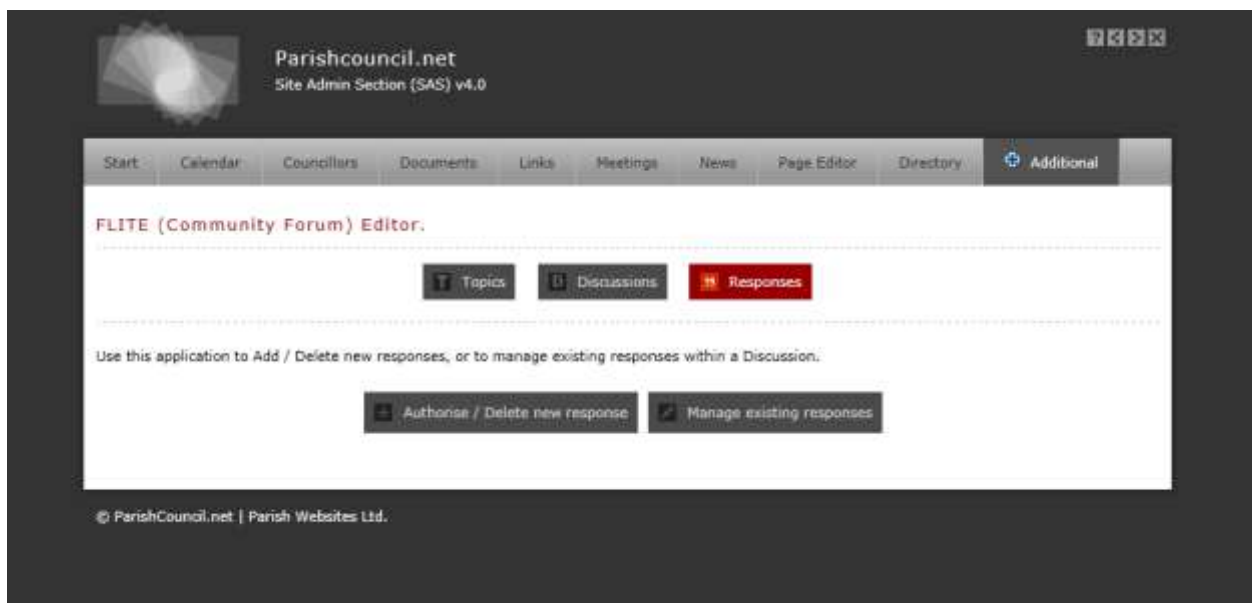 Parishcouncil.net
Site Admin Section (SAS) v4.0
Start Calendar Councillors Documents Links Meetings News Page Editor Directory Additional
FLITE (Community Forum) Editor.
Topics Discussions Responses
Use this application to Add / Delete new responses, or to manage existing responses within a Discussion.
Authorise / Delete new response Manage existing responses
© ParishCouncil.net | Parish Websites Ltd.